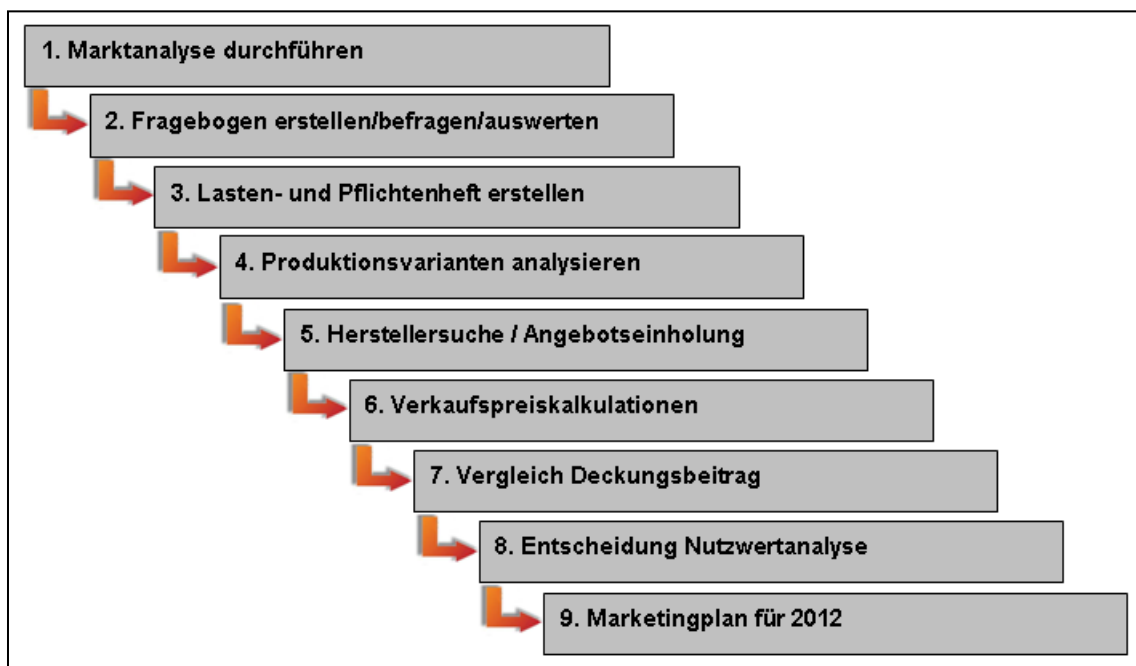 1. Marktanalyse durchführen
2. Fragebogen erstellen/befragen/auswerten
3. Lasten- und Pflichtenheft erstellen
4. Produktionsvarianten analysieren
5. Herstellersuche / Angebotseinholung
6. Verkaufspreiskalkulationen
7. Vergleich Deckungsbeitrag
8. Entscheidung Nutzwertanalyse
9. Marketingplan für 2012